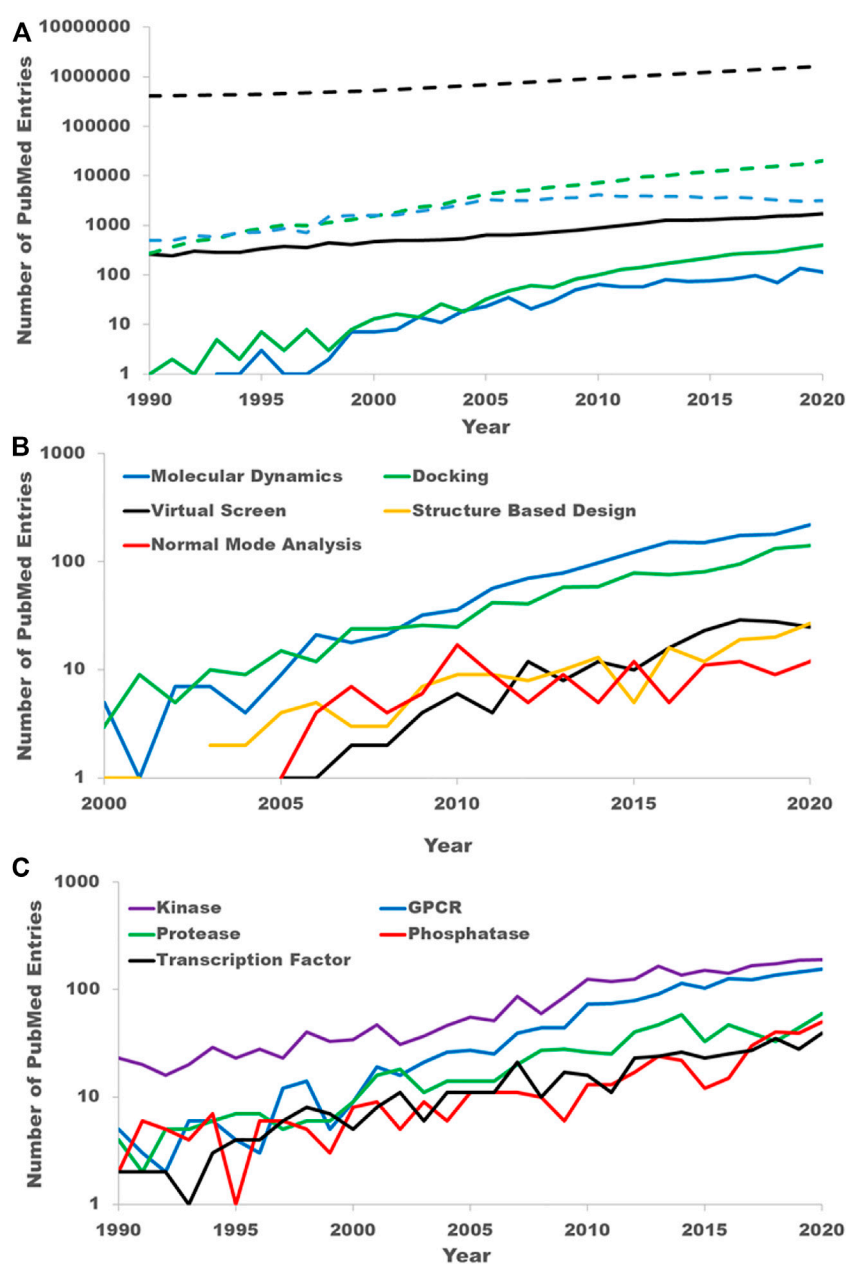 A
Number of PubMed Entries
10000000
1000000
100000
10000
1000
100
10
1
1990 1995 2000 2005 2010 2015 2020
Year
B
Number of PubMed Entries
1000
100
10
1
Molecular Dynamics Docking
Virtual Screen Structure Based Design
Normal Mode Analysis
2000 2005 2010 2015 2020
Year
C
Number of PubMed Entries
1000
100
10
1
Kinase GPCR
Protease Phosphatase
Transcription Factor
1990 1995 2000 2005 2010 2015 2020
Year